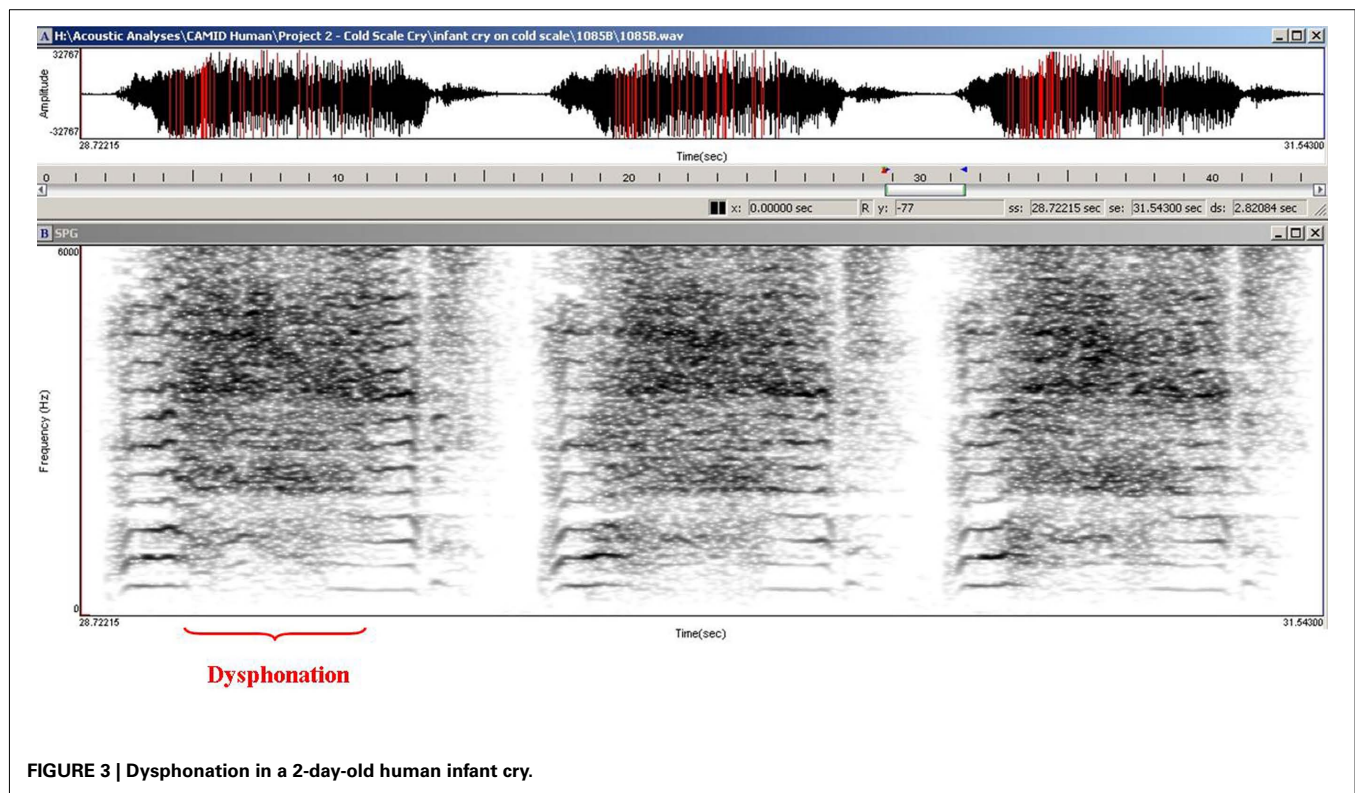 A H:\Acoustic Analyses\CAMID Human\Project 2 - Cold Scale Cry\infant cry on cold scale\1085B\1085B.wav
32767
Amplitude
-32767
28.72215 31.54300
Time(sec)
0 10 20 30 40
x: 0.00000 sec R y: -77 ss: 28.72215 sec se: 31.54300 sec ds: 2.82084 sec
B SPG
6000
Frequency (Hz)
0
28.72215 31.54300
Time(sec)
Dysphonation
FIGURE 3 | Dysphonation in a 2-day-old human infant cry.